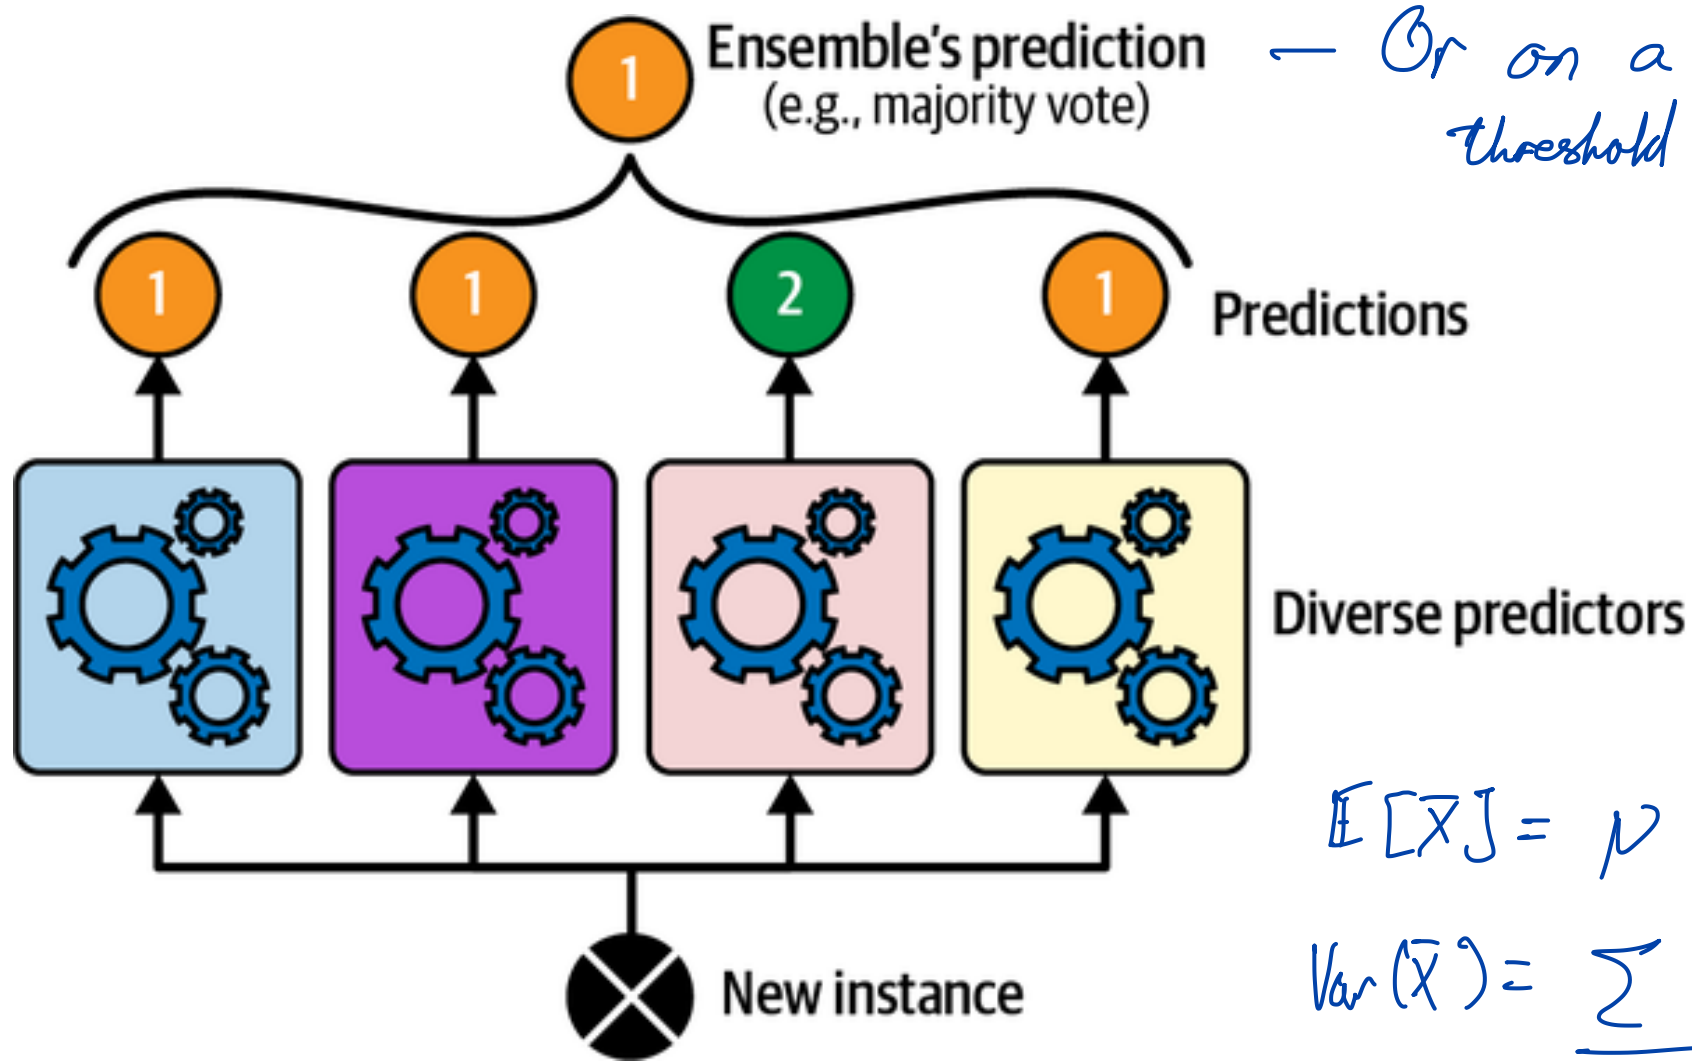 1 Ensemble's prediction — Or on a
(e.g., majority vote) threshold
1 1 2 1
Predictions
Diverse predictors
𝔼[X̄] = μ
New instance
Var(X̄) = Σ